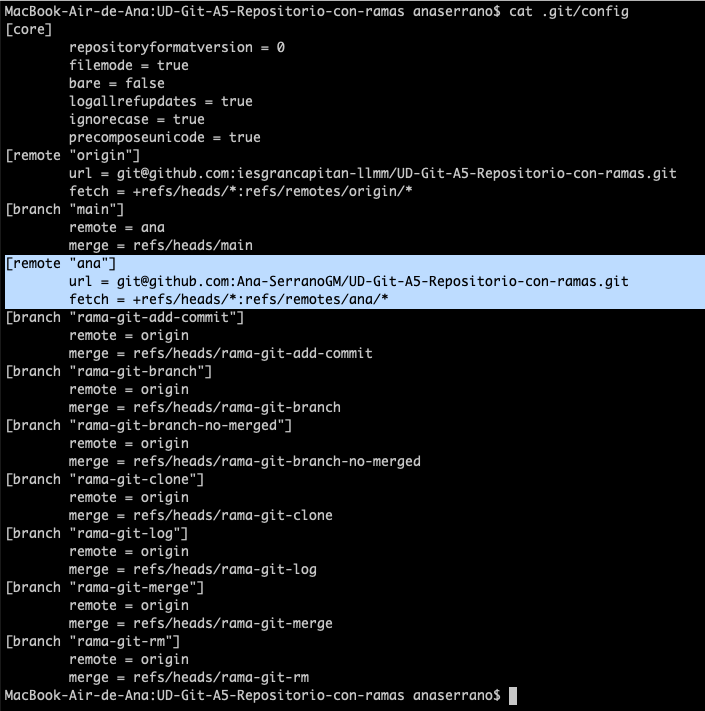 MacBook-Air-de-Ana:UD-Git-A5-Repositorio-con-ramas anaserrano$ cat .git/config
[core]
        repositoryformatversion = 0
        filemode = true
        bare = false
        logallrefupdates = true
        ignorecase = true
        precomposeunicode = true
[remote "origin"]
        url = git@github.com:iesgrancapitan-llmm/UD-Git-A5-Repositorio-con-ramas.git
        fetch = +refs/heads/*:refs/remotes/origin/*
[branch "main"]
        remote = ana
        merge = refs/heads/main
[remote "ana"]
        url = git@github.com:Ana-SerranoGM/UD-Git-A5-Repositorio-con-ramas.git
        fetch = +refs/heads/*:refs/remotes/ana/*
[branch "rama-git-add-commit"]
        remote = origin
        merge = refs/heads/rama-git-add-commit
[branch "rama-git-branch"]
        remote = origin
        merge = refs/heads/rama-git-branch
[branch "rama-git-branch-no-merged"]
        remote = origin
        merge = refs/heads/rama-git-branch-no-merged
[branch "rama-git-clone"]
        remote = origin
        merge = refs/heads/rama-git-clone
[branch "rama-git-log"]
        remote = origin
        merge = refs/heads/rama-git-log
[branch "rama-git-merge"]
        remote = origin
        merge = refs/heads/rama-git-merge
[branch "rama-git-rm"]
        remote = origin
        merge = refs/heads/rama-git-rm
MacBook-Air-de-Ana:UD-Git-A5-Repositorio-con-ramas anaserrano$